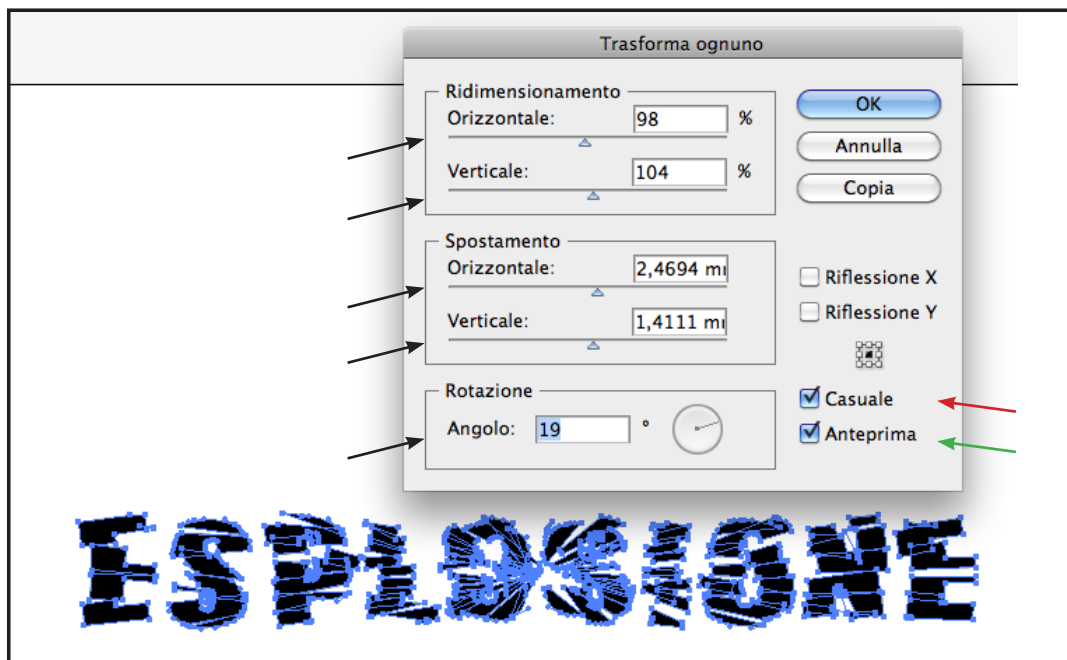 Trasforma ognuno
Ridimensionamento
Orizzontale: 98 %
Verticale: 104 %
Spostamento
Orizzontale: 2,4694 m
Verticale: 1,4111 m
Rotazione
Angolo: 19 °
OK
Annulla
Copia
Riflessione X
Riflessione Y
Casuale
Anteprima
ESPLOSIONE